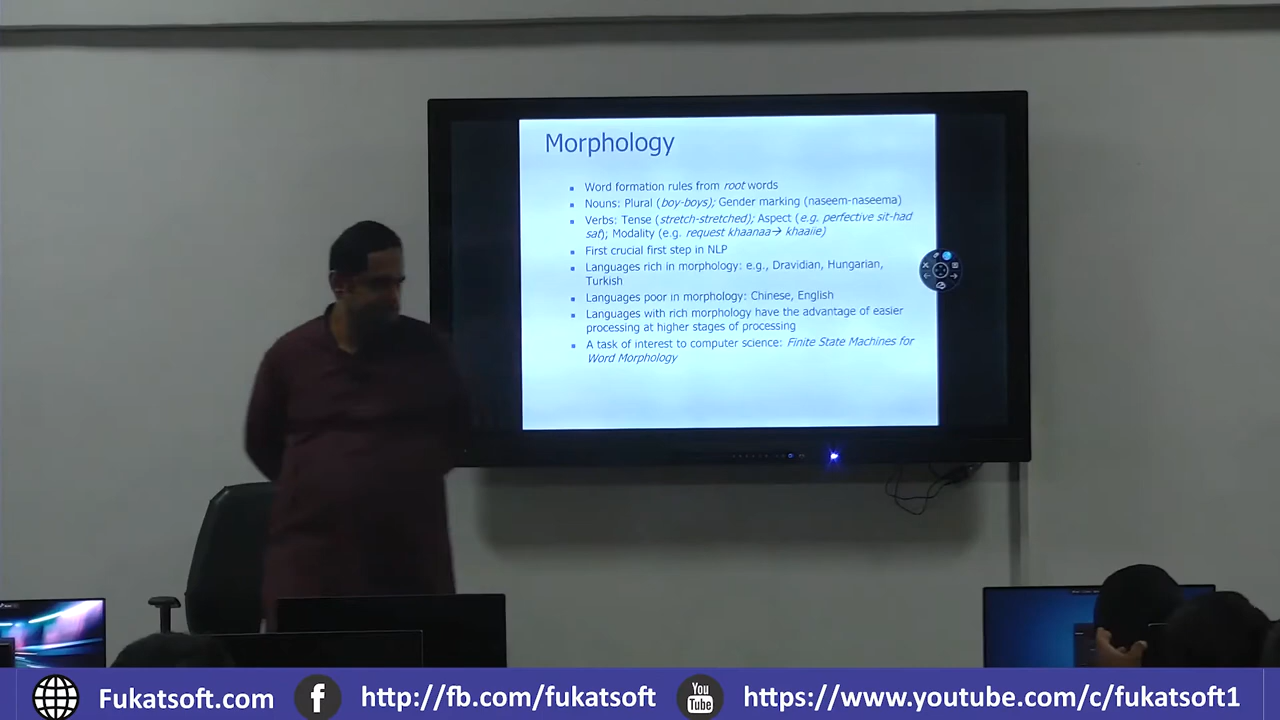 Morphology
Word formation rules from root words
Nouns: Plural (boy-boys); Gender marking (naseem-naseema)
Verbs: Tense (stretch-stretched); Aspect (e.g. perfective sit-had
sat); Modality (e.g. request khaanaa→ khaaiie)
First crucial first step in NLP
Languages rich in morphology: e.g., Dravidian, Hungarian,
Turkish
Languages poor in morphology: Chinese, English
Languages with rich morphology have the advantage of easier
processing at higher stages of processing
A task of interest to computer science: Finite State Machines for
Word Morphology
Fukatsoft.com
f
http://fb.com/fukatsoft
You
Tube
https://www.youtube.com/c/fukatsoft1